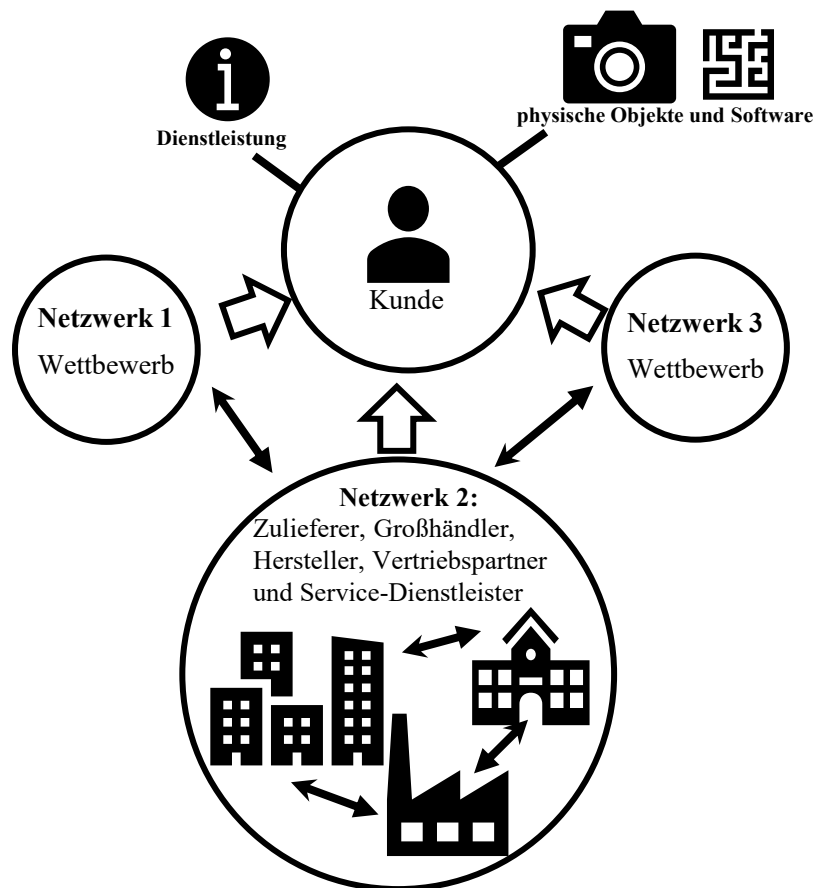 Dienstleistung
physische Objekte und Software
Kunde
Netzwerk 1
Wettbewerb
Netzwerk 3
Wettbewerb
Netzwerk 2:
Zulieferer, Großhändler,
Hersteller, Vertriebspartner
und Service-Dienstleister